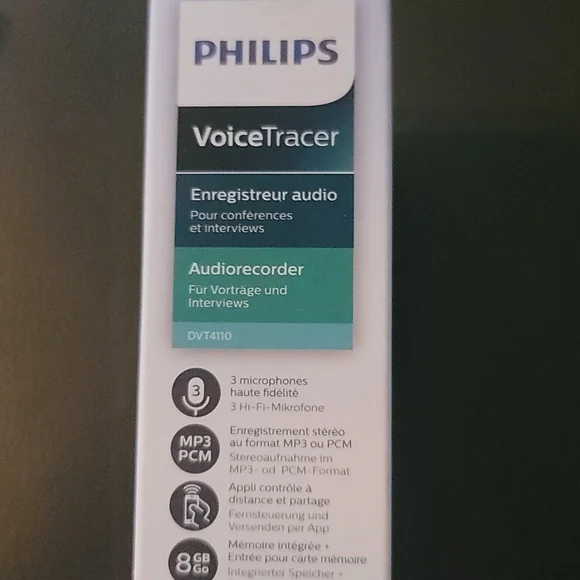 PHILIPS
VoiceTracer
Enregistreur audio
Pour conférences
et interviews
Audiorecorder
Für Vorträge und
Interviews
DVT4110
3
3 microphones
haute fidélité
3 Hi-Fi-Mikrofone
MP3
PCM
Enregistrement stéréo
au format MP3 ou PCM
Stereoaufnahme im
MP3- od. PCM-Format
Appli contrôle à
distance et partage
Fernsteuerung und
Versenden per App
8 GB
Go
Mémoire intégrée +
Entrée pour carte mémoire
Integrierter Speicher +